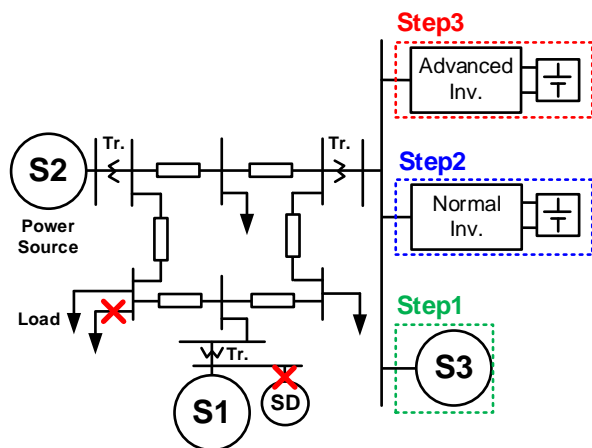 Step3
Advanced
Inv.
Tr.
Tr.
S2
Step2
Power
Source
Normal
Inv.
Load
Step1
Tr.
S3
S1
SD